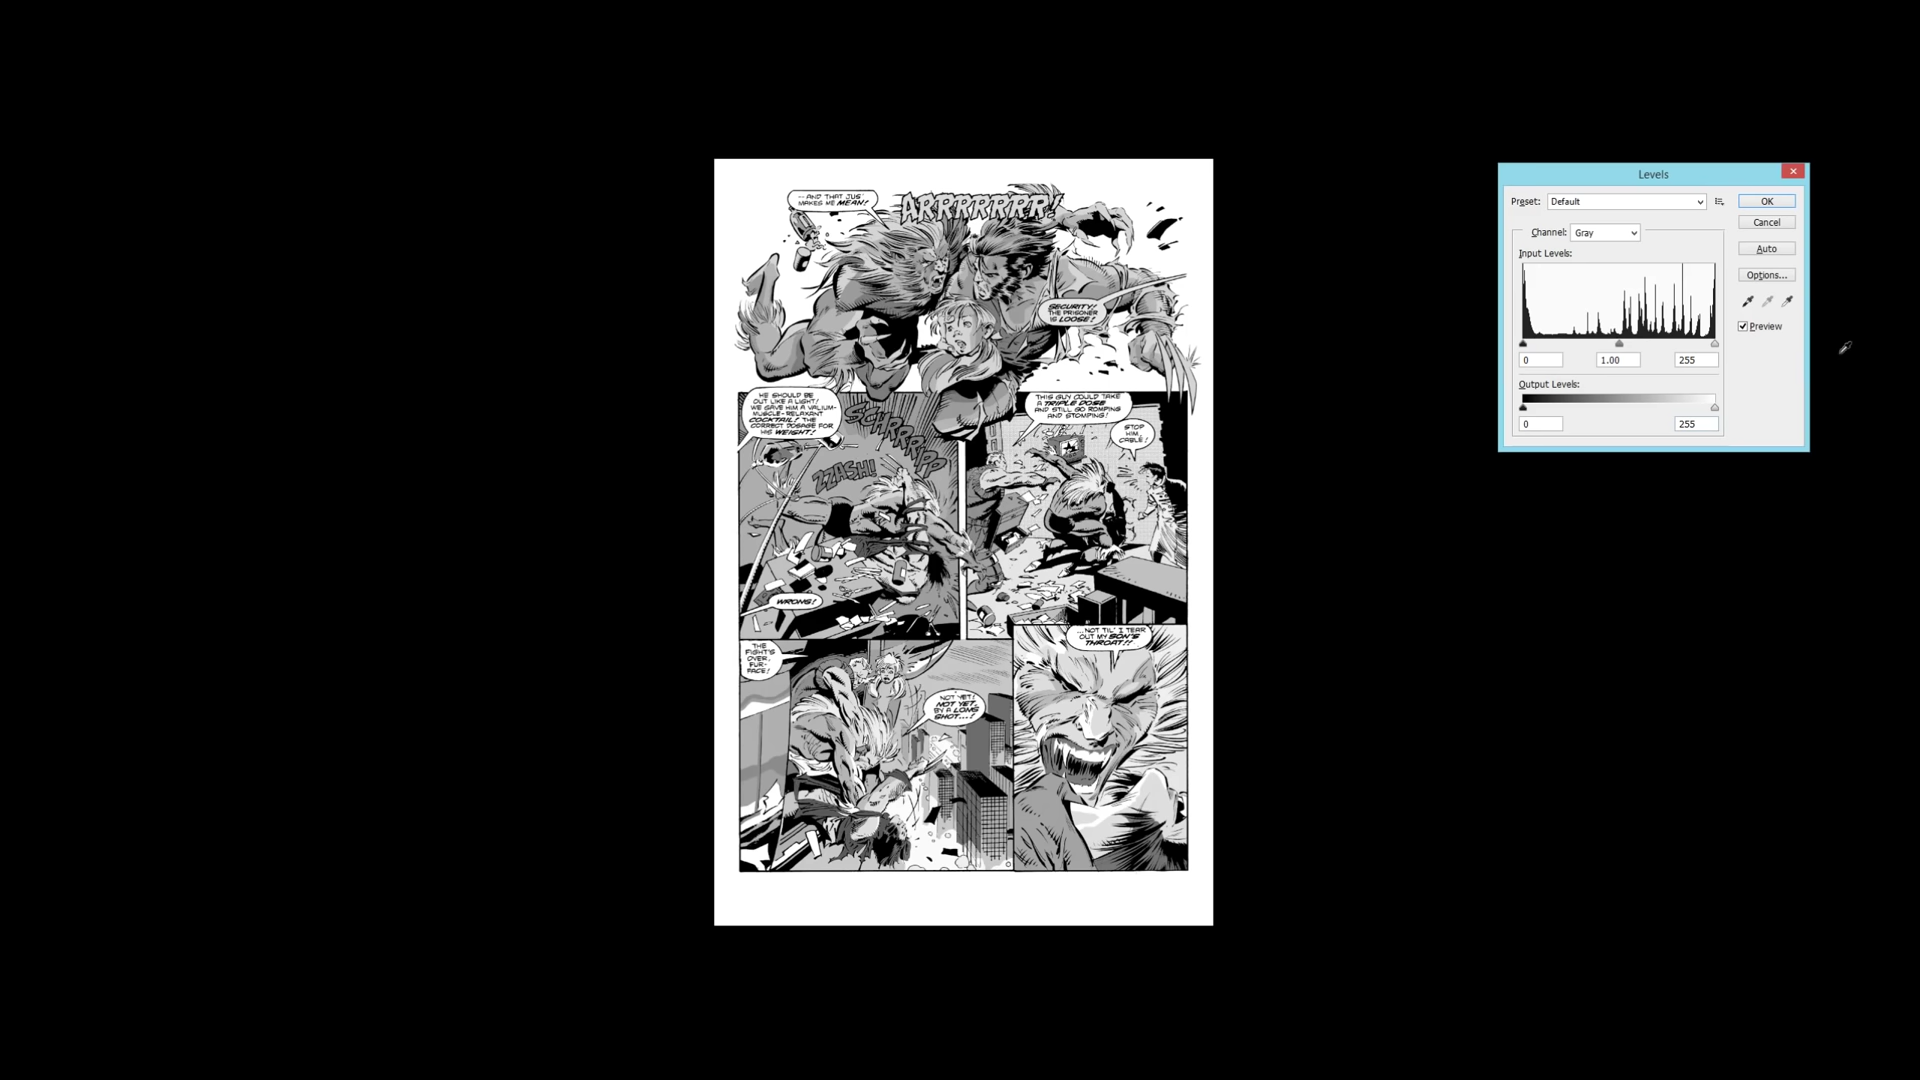 -- AND THAT JUS'
MAKES ME MEAN!
ARRRRRRR!
SECURITY!
THE PRISONER
IS LOOSE!
HE SHOULD BE
OUT LIKE A LIGHT!
WE GAVE HIM A VALIUM-
MUSCLE-RELAXANT
COCKTAIL! THE
CORRECT DOSAGE FOR
HIS WEIGHT!
SCHRRRIPP
ZZASH!
WRONG!
THIS GUY COULD TAKE
A TRIPLE DOSE
AND STILL GO ROMPING
AND STOMPING!
STOP
HIM,
CABLE!
THE
FIGHT'S
OVER,
FUR-
FACE!
NOT YET!
NOT YET,
BY A LONG
SHOT...!
...NOT TIL' I TEAR
OUT MY SON'S
THROAT!!
Levels
Preset: Default
OK
Cancel
Channel: Gray
Auto
Input Levels:
Options...
Preview
0 1.00 255
Output Levels:
0 255